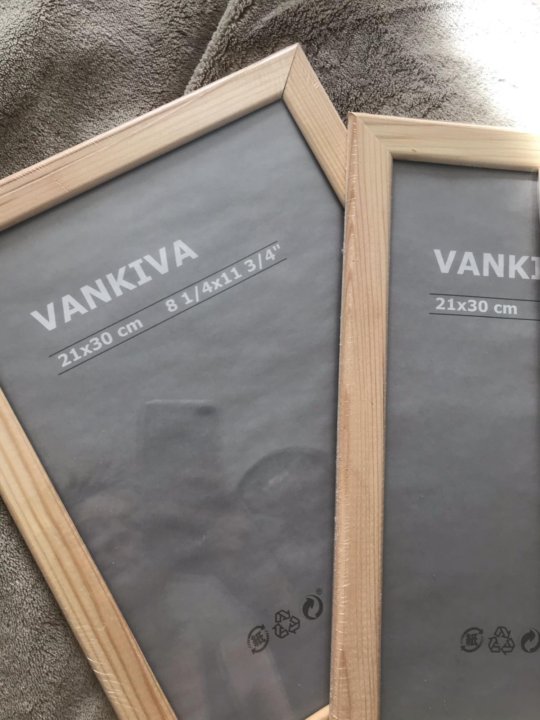 VANKIVA
21x30 cm 8 1/4x11 3/4"
VANKI
21x30 cm